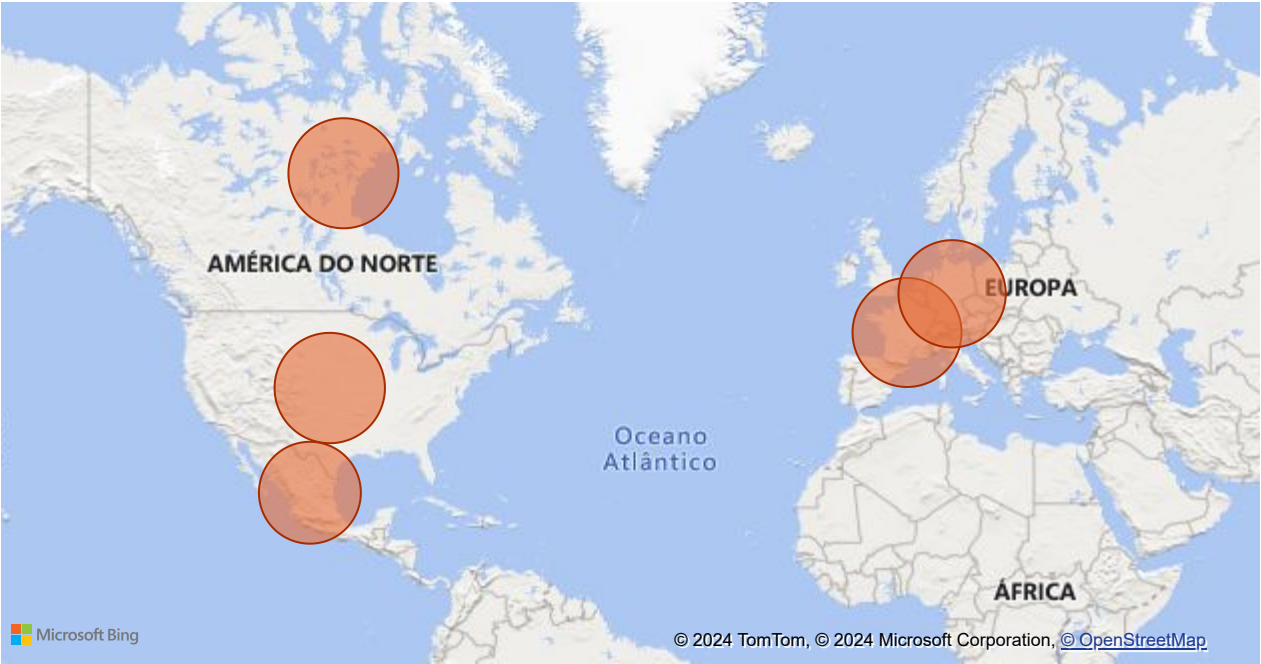 AMÉRICA DO NORTE
EUROPA
Oceano
Atlântico
ÁFRICA
Microsoft Bing
© 2024 TomTom, © 2024 Microsoft Corporation, © OpenStreetMap